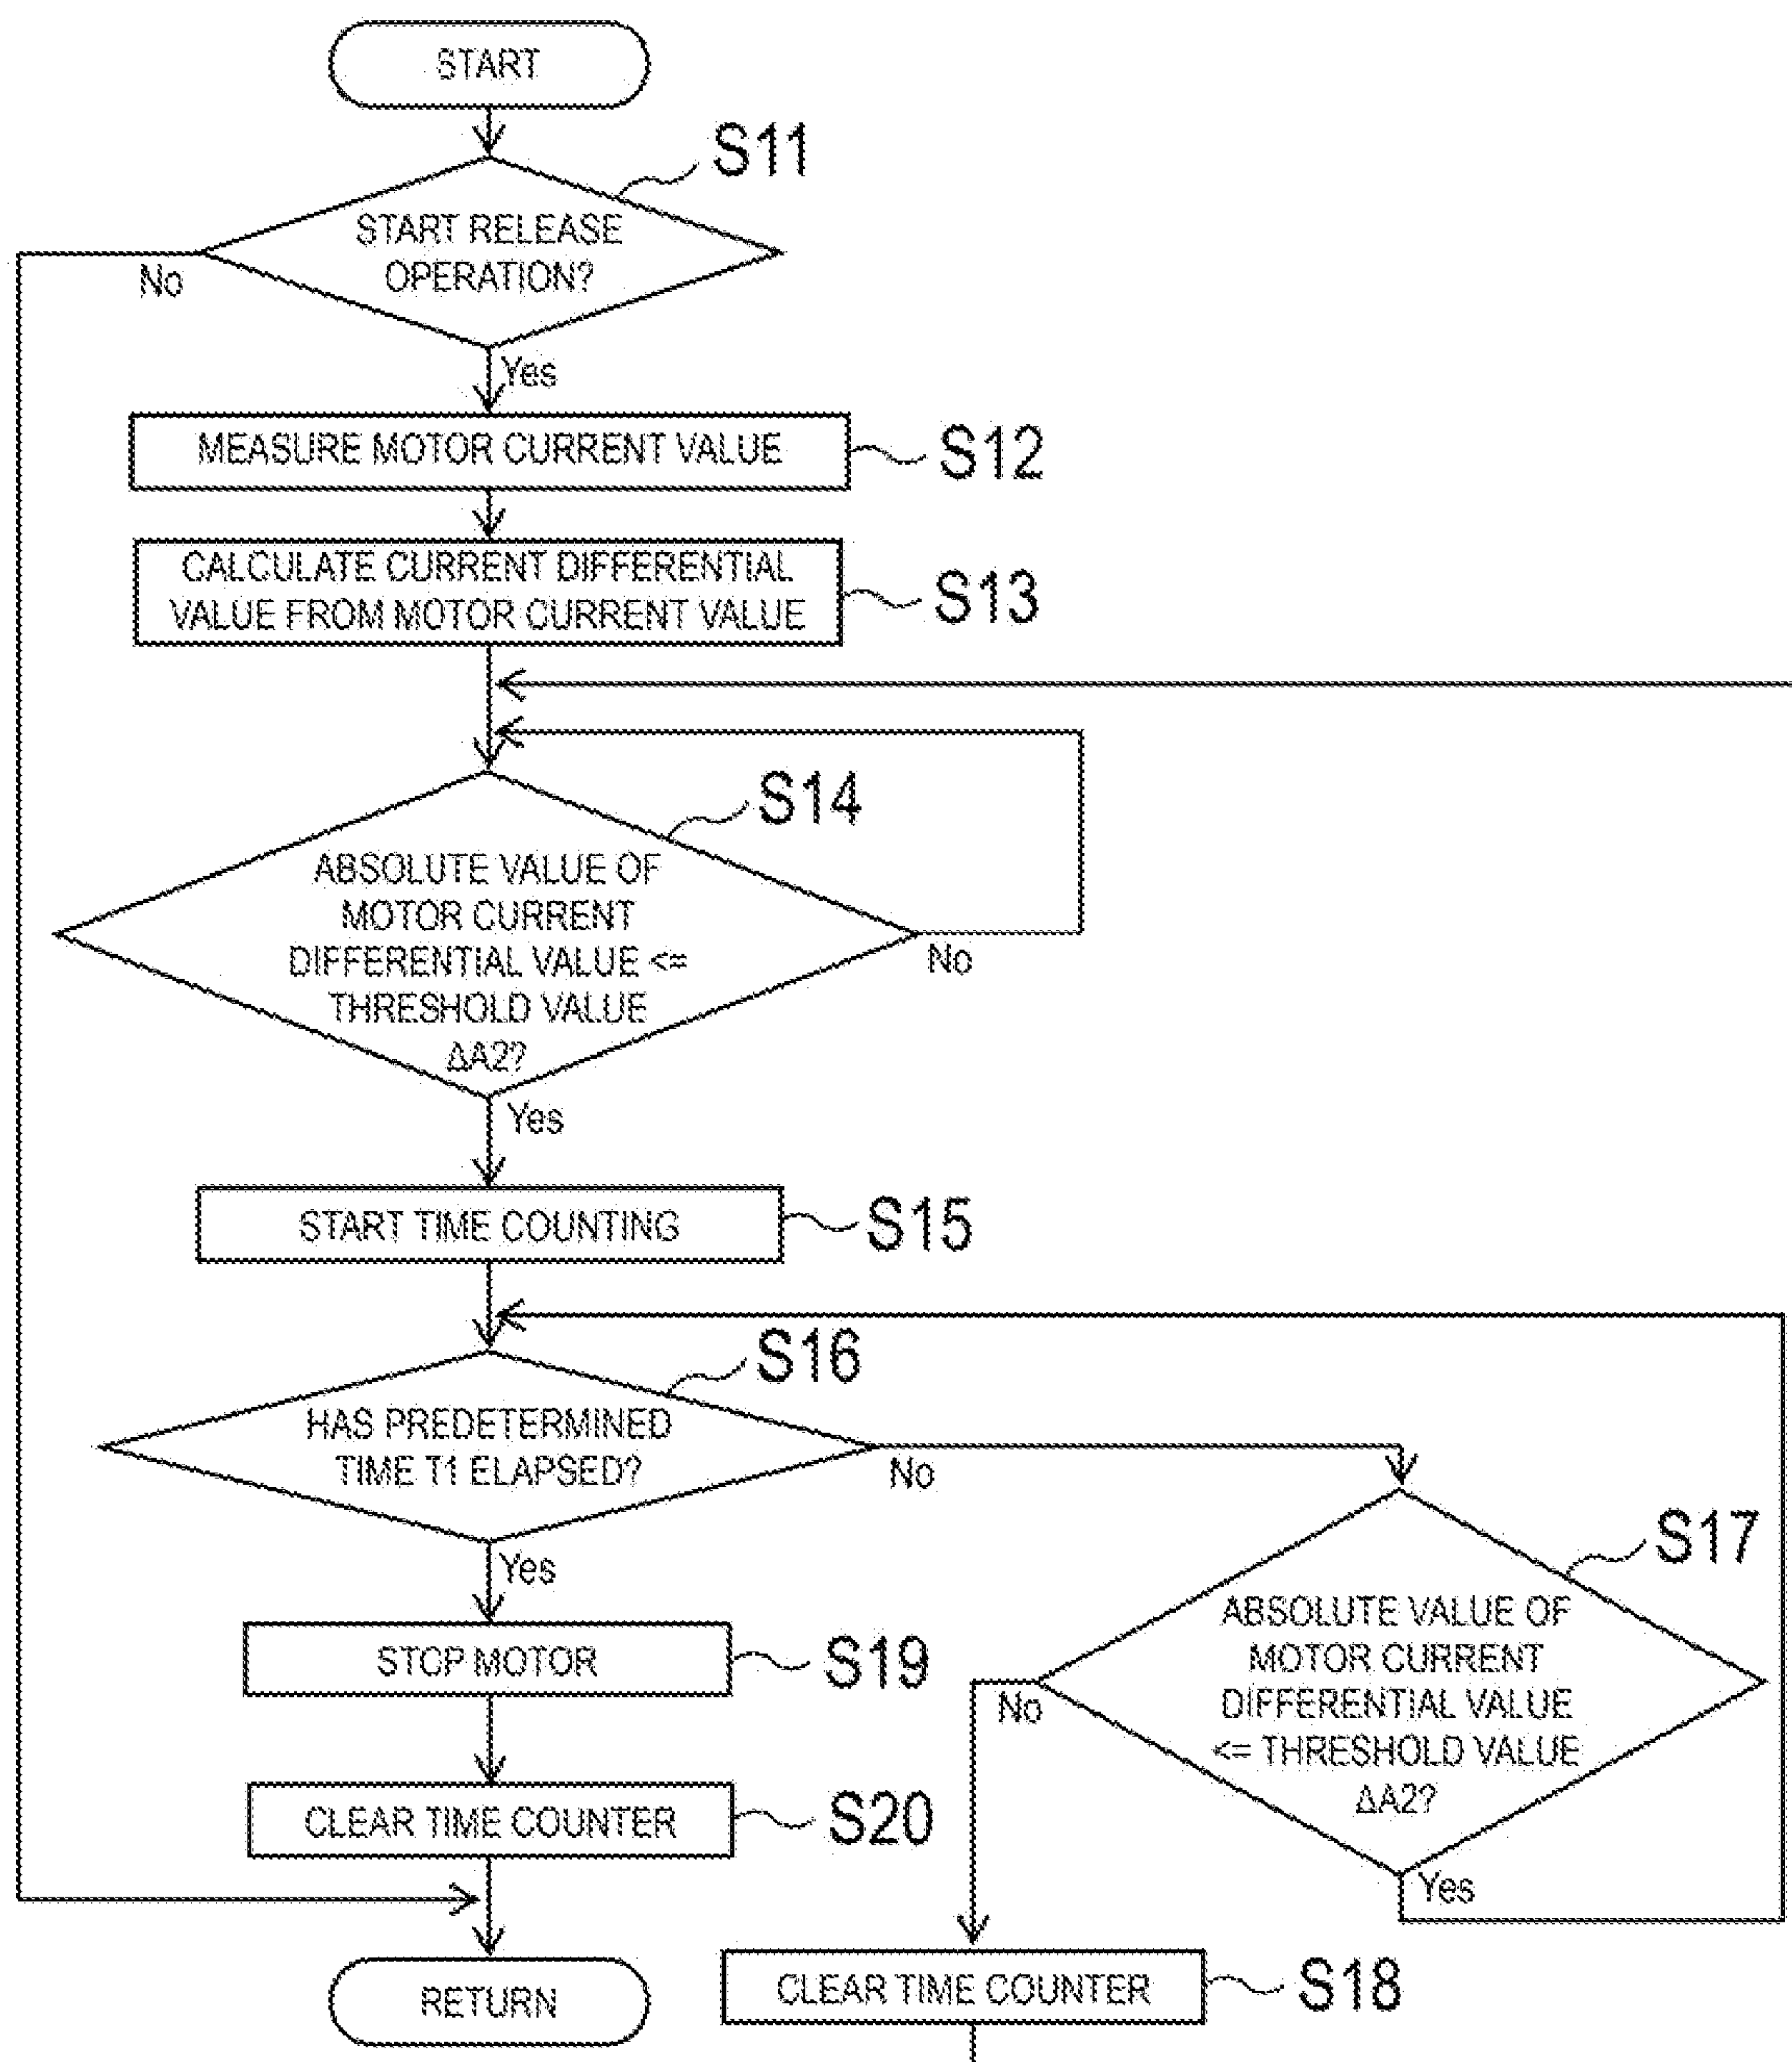 START
S11
START RELEASE
OPERATION?
No
Yes
MEASURE MOTOR CURRENT VALUE
S12
CALCULATE CURRENT DIFFERENTIAL
VALUE FROM MOTOR CURRENT VALUE
S13
S14
ABSOLUTE VALUE OF
MOTOR CURRENT
DIFFERENTIAL VALUE <=
THRESHOLD VALUE
ΔA2?
No
Yes
START TIME COUNTING
S15
S16
HAS PREDETERMINED
TIME T1 ELAPSED?
No
Yes
S17
ABSOLUTE VALUE OF
MOTOR CURRENT
DIFFERENTIAL VALUE
<= THRESHOLD VALUE
ΔA2?
No
Yes
STOP MOTOR
S19
CLEAR TIME COUNTER
S20
RETURN
CLEAR TIME COUNTER
S18